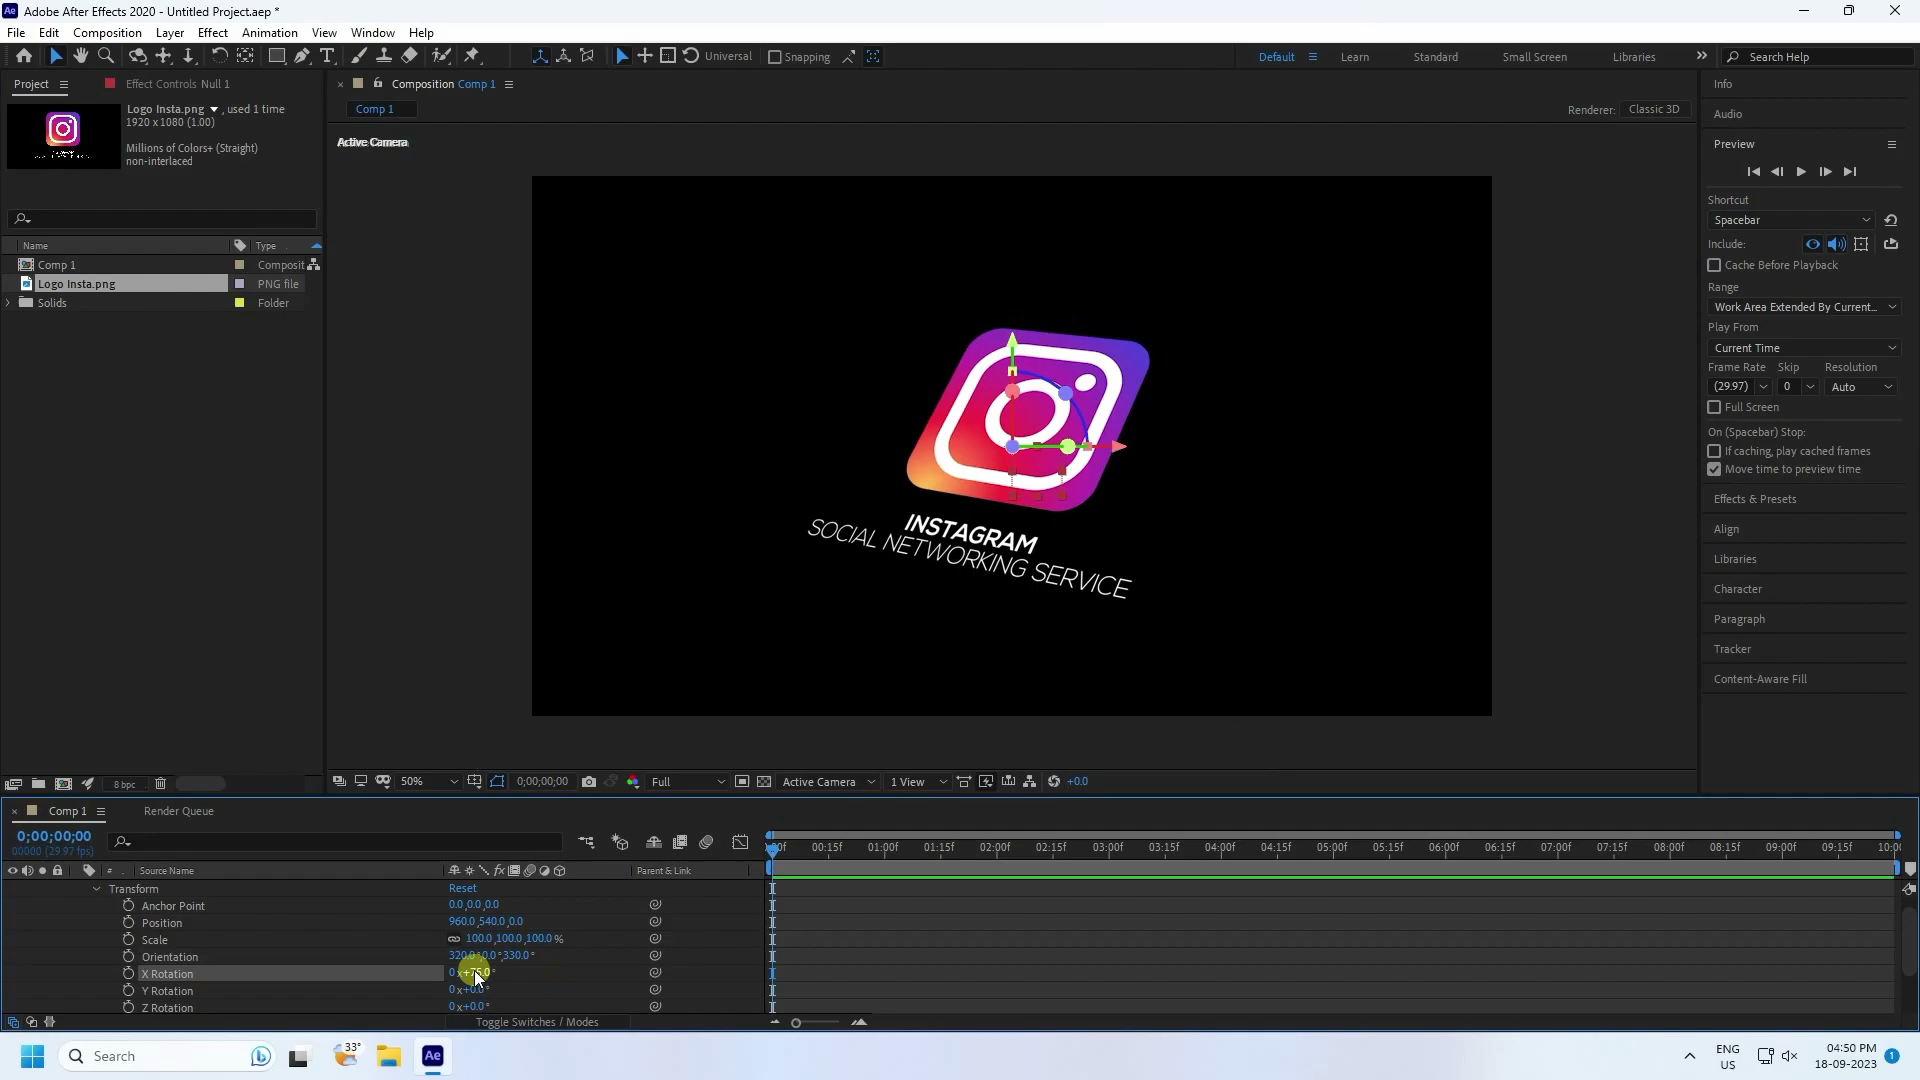 Adobe After Effects 2020 - Untitled Project.aep *
File Edit Composition Layer Effect Animation View Window Help
Universal Snapping Default Learn Standard Small Screen Libraries Search Help
Project Effect Controls Null 1
Logo Insta.png , used 1 time
1920 x 1080 (1.00)
Millions of Colors+ (Straight)
non-interlaced
Name Type
Comp 1 Composit
Logo Insta.png PNG file
Solids Folder
8 bpc
Composition Comp 1
Comp 1
Renderer: Classic 3D
Active Camera
INSTAGRAM
SOCIAL NETWORKING SERVICE
50% 0;00;00;00 Full Active Camera 1 View +0.0
Info
Audio
Preview
Shortcut
Spacebar
Include:
Cache Before Playback
Range
Work Area Extended By Current...
Play From
Current Time
Frame Rate Skip Resolution
(29.97) 0 Auto
Full Screen
On (Spacebar) Stop:
If caching, play cached frames
Move time to preview time
Effects & Presets
Align
Libraries
Character
Paragraph
Tracker
Content-Aware Fill
Comp 1 Render Queue
0;00;00;00
00000 (29.97 fps)
00:15f 01:00f 01:15f 02:00f 02:15f 03:00f 03:15f 04:00f 04:15f 05:00f 05:15f 06:00f 06:15f 07:00f 07:15f 08:00f 08:15f 09:00f 09:15f
# Source Name Parent & Link
Transform Reset
Anchor Point 0.0,0.0,0.0
Position 960.0,540.0,0.0
Scale 100.0,100.0,100.0 %
Orientation 320.0°,0.0°,330.0°
X Rotation
Y Rotation 0x+0.0°
Z Rotation 0x+0.0°
Toggle Switches / Modes
Search 33° Ae ENG US 04:50 PM 18-09-2023 1